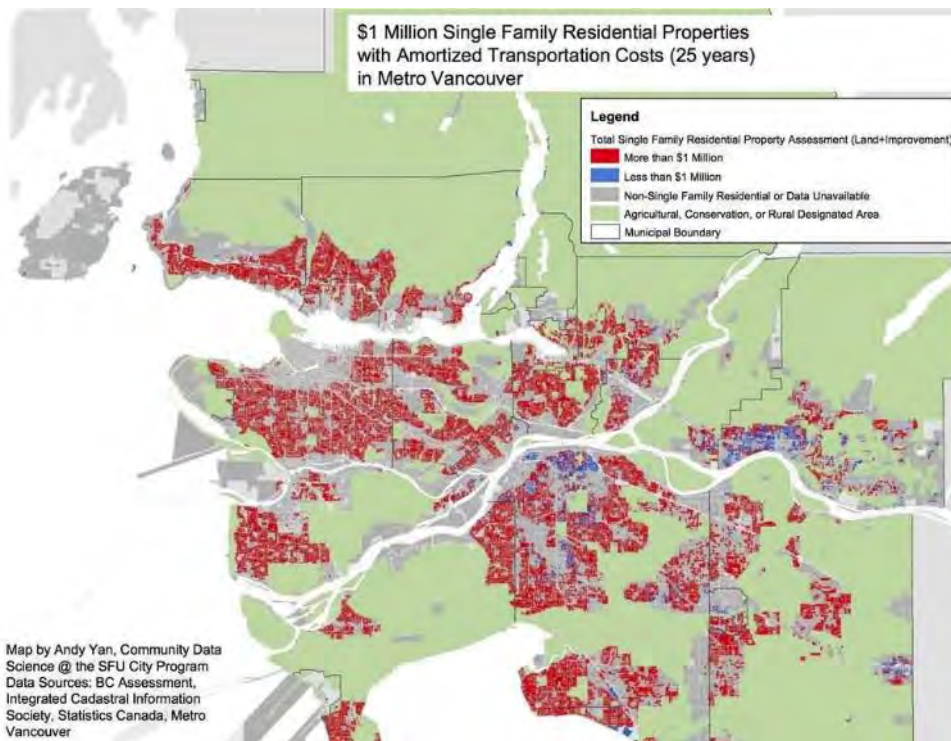 $1 Million Single Family Residential Properties
with Amortized Transportation Costs (25 years)
in Metro Vancouver
Legend
Total Single Family Residential Property Assessment (Land+Improvement)
More than $1 Million
Less than $1 Million
Non-Single Family Residential or Data Unavailable
Agricultural, Conservation, or Rural Designated Area
Municipal Boundary
Map by Andy Yan, Community Data
Science @ the SFU City Program
Data Sources: BC Assessment,
Integrated Cadastral Information
Society, Statistics Canada, Metro
Vancouver